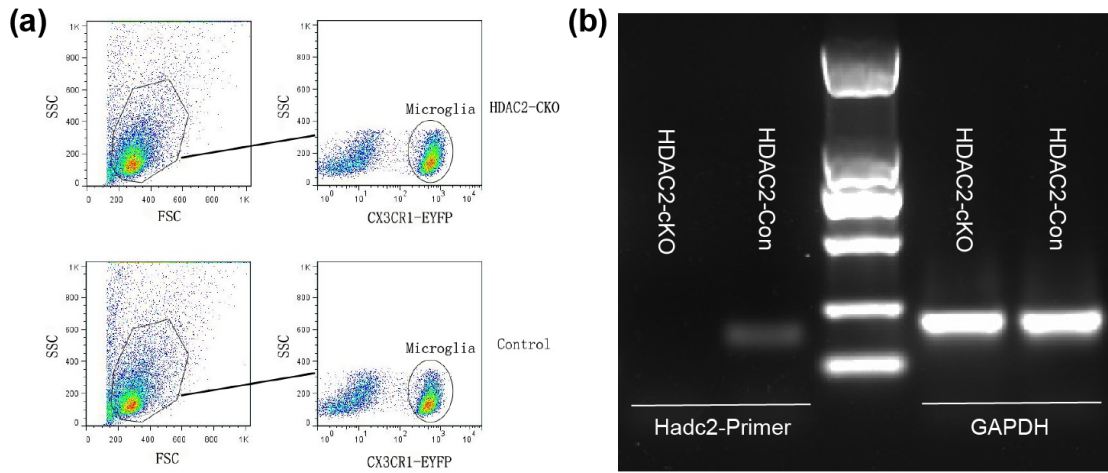 (a)
SSC
1K
800
600
400
200
0
0 200 400 600 800 1K
FSC
SSC
1K
800
600
400
200
0
Microglia
HDAC2-CKO
10⁰ 10¹ 10² 10³ 10⁴
CX3CR1-EYFP
SSC
1K
800
600
400
200
0
0 200 400 600 800 1K
FSC
SSC
1K
800
600
400
200
0
Microglia
Control
10⁰ 10¹ 10² 10³ 10⁴
CX3CR1-EYFP
(b)
HDAC2-cKO
HDAC2-Con
HDAC2-cKO
HDAC2-Con
Hadc2-Primer
GAPDH